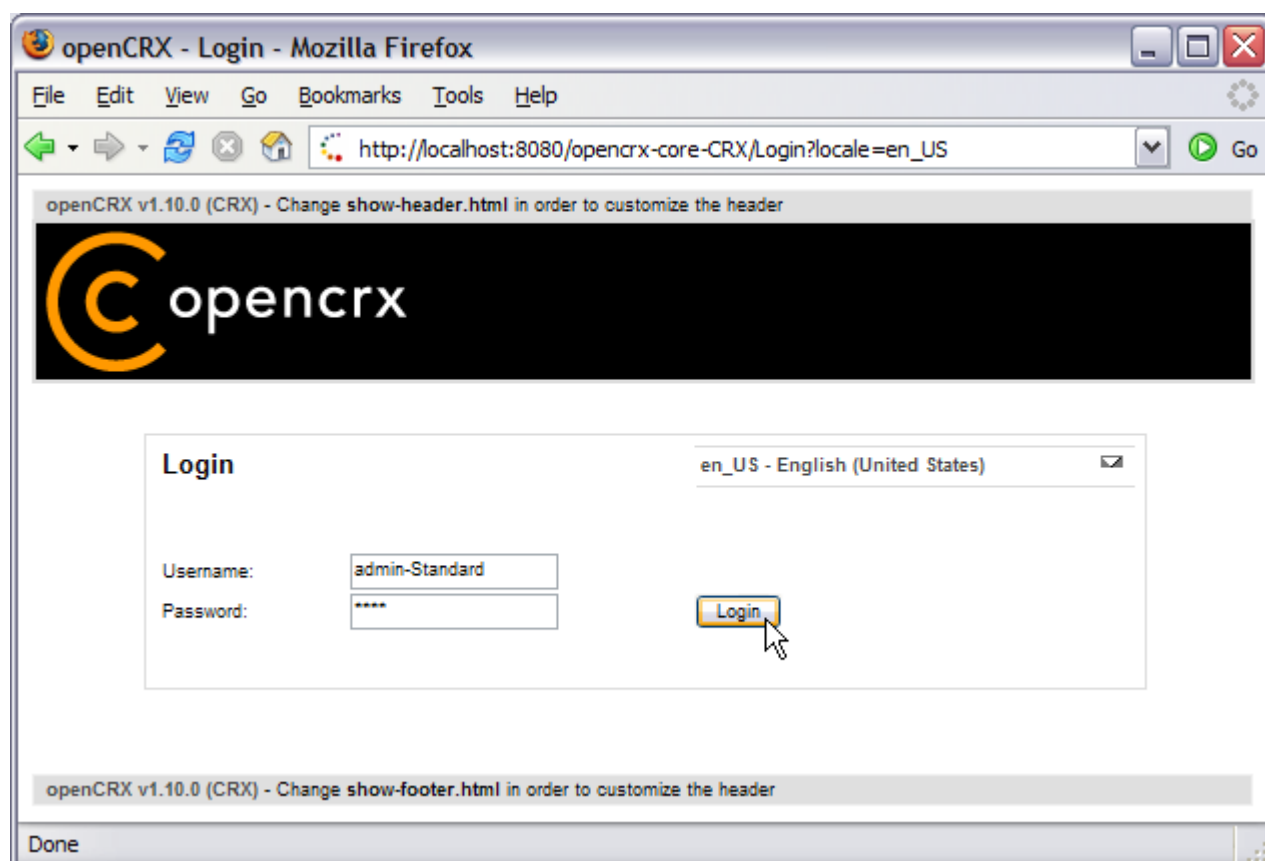 openCRX - Login - Mozilla Firefox
File Edit View Go Bookmarks Tools Help
http://localhost:8080/opencrx-core-CRX/Login?locale=en_US Go
openCRX v1.10.0 (CRX) - Change show-header.html in order to customize the header
opencrx
Login en_US - English (United States)
Username: admin-Standard
Password: **** Login
openCRX v1.10.0 (CRX) - Change show-footer.html in order to customize the header
Done